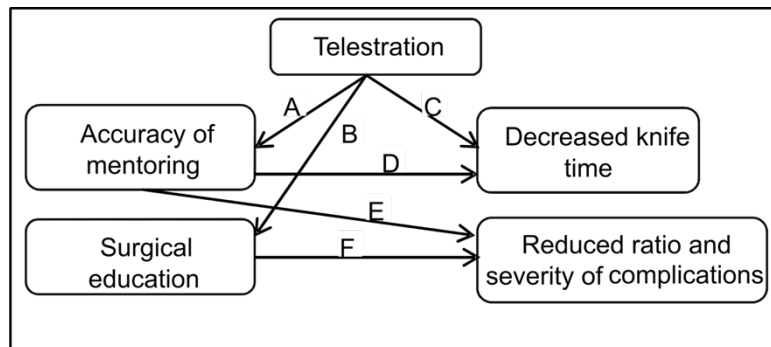 Telestration
A
B
C
Accuracy of
mentoring
Decreased knife
time
D
E
Surgical
education
F
Reduced ratio and
severity of complications